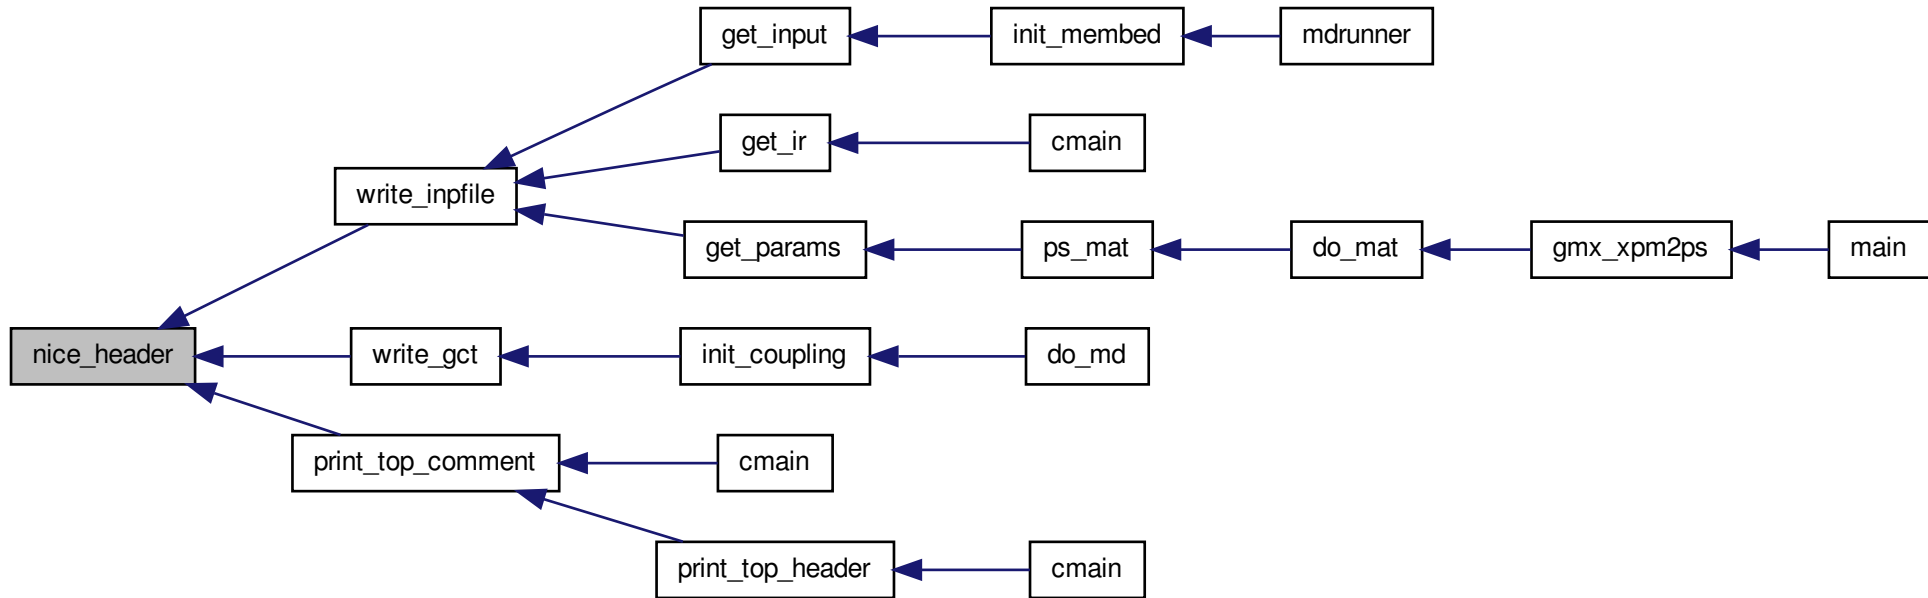 get_input
init_membed
mdrunner
get_ir
cmain
write_inpfile
get_params
ps_mat
do_mat
gmx_xpm2ps
main
nice_header
write_gct
init_coupling
do_md
print_top_comment
cmain
print_top_header
cmain